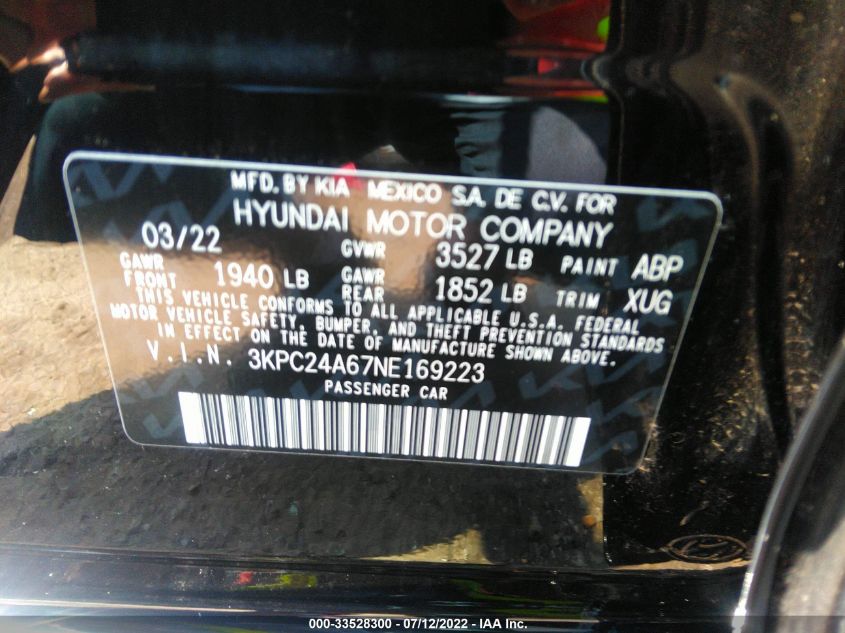 MFD. BY KIA MEXICO S.A. DE C.V. FOR
HYUNDAI MOTOR COMPANY
03/22 GVWR 3527 LB PAINT ABP
GAWR FRONT 1940 LB GAWR REAR 1852 LB TRIM XUG
THIS VEHICLE CONFORMS TO ALL APPLICABLE U.S.A. FEDERAL
MOTOR VEHICLE SAFETY, BUMPER, AND THEFT PREVENTION STANDARDS
IN EFFECT ON THE DATE OF MANUFACTURE SHOWN ABOVE.
V.I.N. 3KPC24A67NE169223
PASSENGER CAR
000-33528300 - 07/12/2022 - IAA Inc.